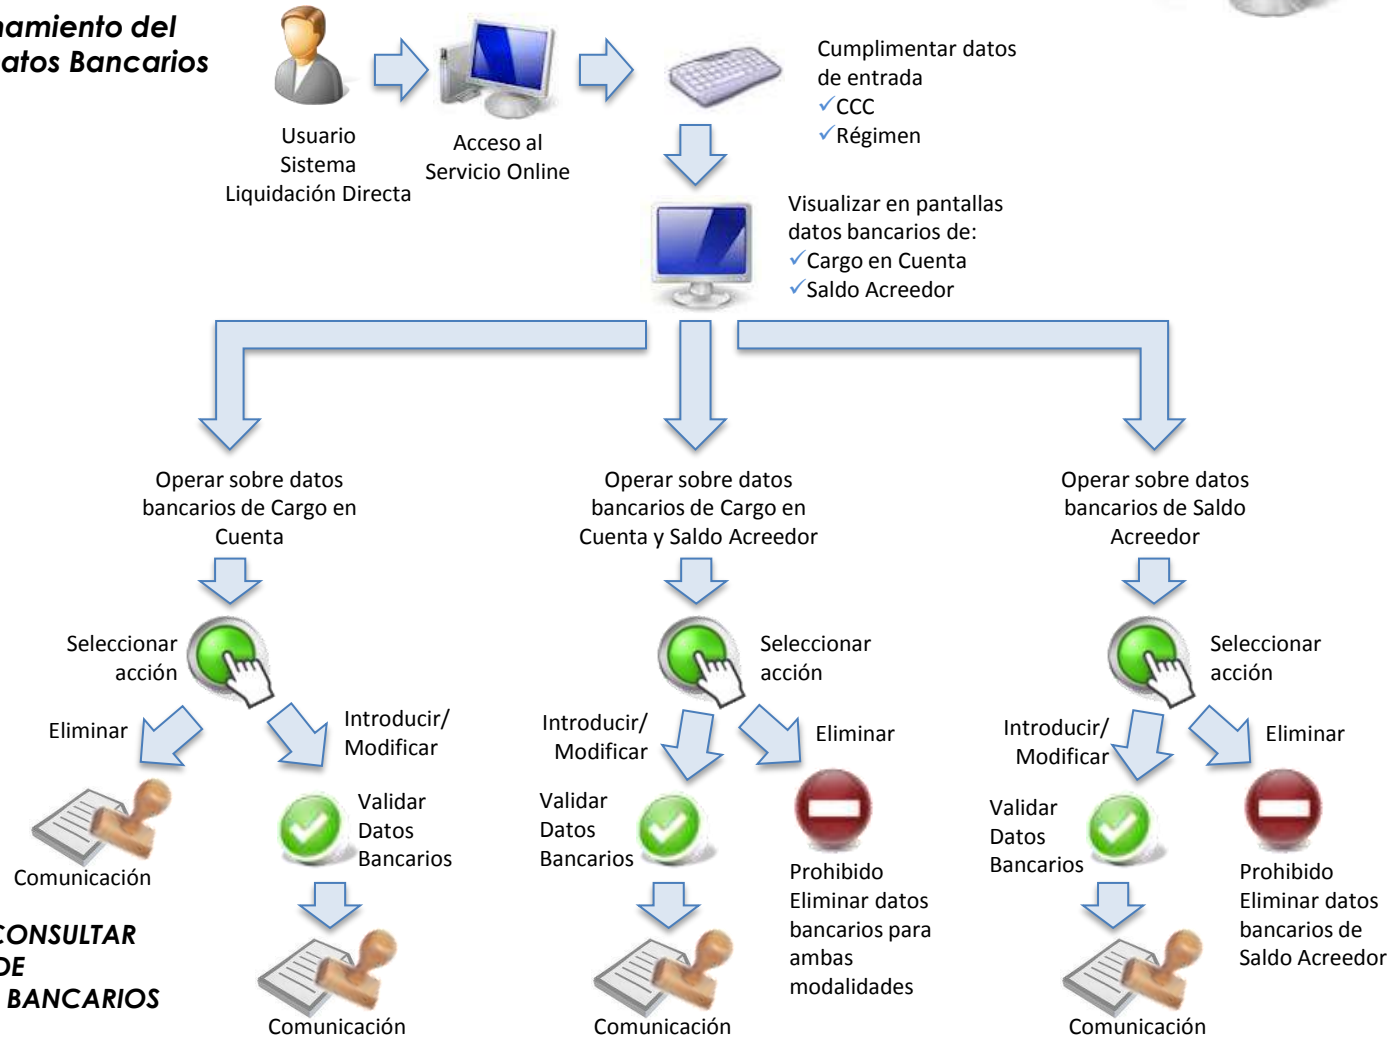 namiento del
atos Bancarios
Usuario
Sistema
Liquidación Directa
Acceso al
Servicio Online
Cumplimentar datos
de entrada
✓CCC
✓Régimen
Visualizar en pantallas
datos bancarios de:
✓Cargo en Cuenta
✓Saldo Acreedor
Operar sobre datos
bancarios de Cargo en
Cuenta
Operar sobre datos
bancarios de Cargo en
Cuenta y Saldo Acreedor
Operar sobre datos
bancarios de Saldo
Acreedor
Seleccionar
acción
Eliminar
Introducir/
Modificar
Comunicación
Validar
Datos
Bancarios
Comunicación
Seleccionar
acción
Introducir/
Modificar
Eliminar
Validar
Datos
Bancarios
Prohibido
Eliminar datos
bancarios para
ambas
modalidades
Comunicación
Seleccionar
acción
Introducir/
Modificar
Eliminar
Validar
Datos
Bancarios
Prohibido
Eliminar datos
bancarios de
Saldo Acreedor
Comunicación
CONSULTAR
DE
BANCARIOS